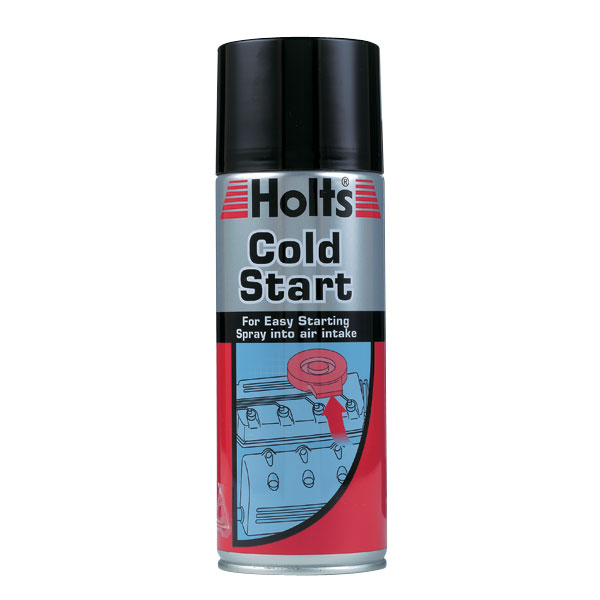 Holts®
Cold
Start
For Easy Starting
Spray into air intake